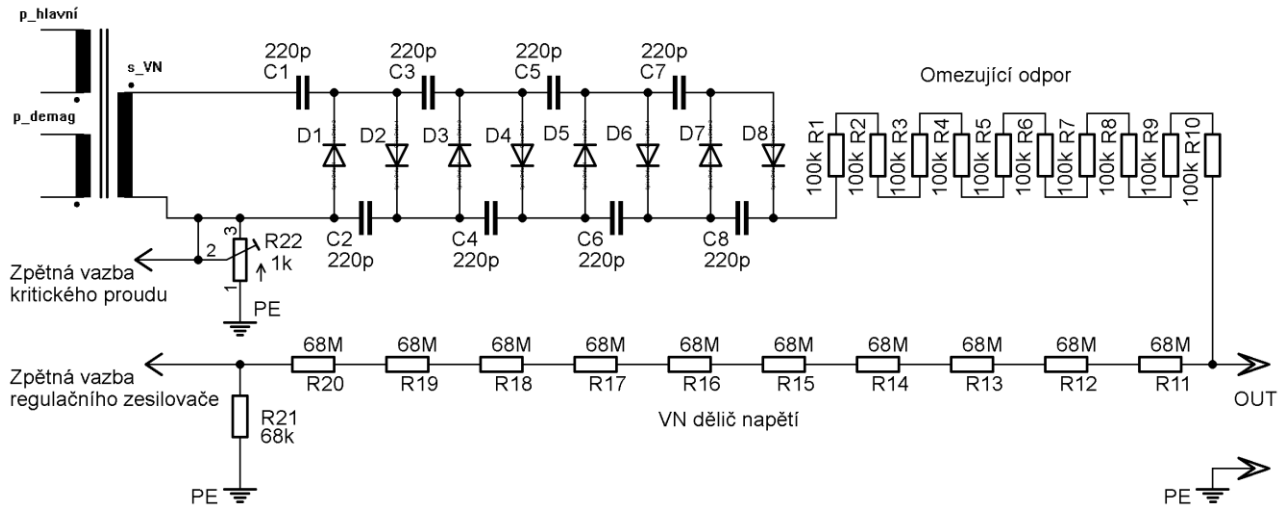 p_hlavní
s_VN
p_demag
220p
C1
220p
C3
220p
C5
220p
C7
Omezující odpor
D1
D2
D3
D4
D5
D6
D7
D8
100k R1
100k R2
100k R3
100k R4
100k R5
100k R6
100k R7
100k R8
100k R9
100k R10
C2
220p
C4
220p
C6
220p
C8
220p
3
2
1
R22
1k
Zpětná vazba
kritického proudu
PE
68M
68M
68M
68M
68M
68M
68M
68M
68M
68M
R20
R19
R18
R17
R16
R15
R14
R13
R12
R11
Zpětná vazba
regulačního zesilovače
R21
68k
VN dělič napětí
OUT
PE
PE